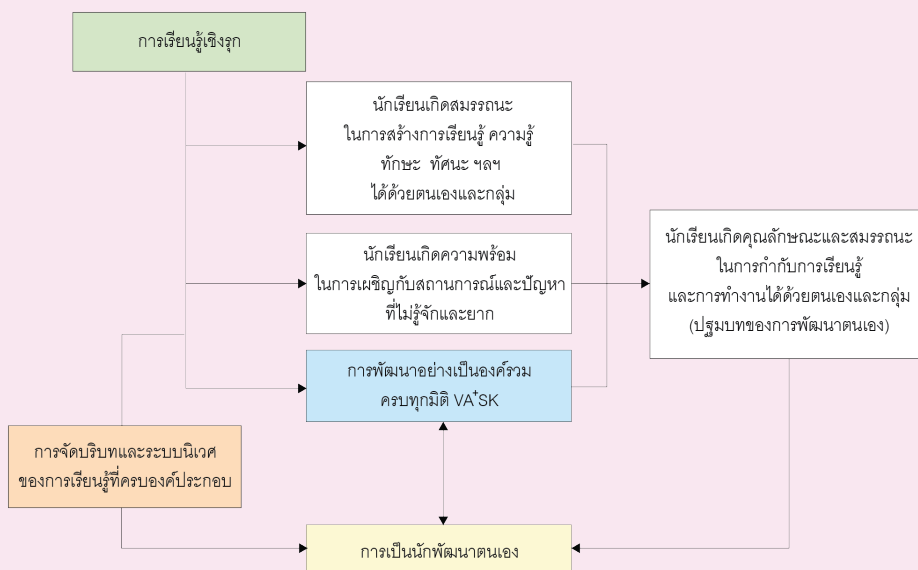 การเรียนรู้เชิงรุก
นักเรียนเกิดสมรรถนะ
ในการสร้างการเรียนรู้ ความรู้
ทักษะ ทัศนะ ฯลฯ
ได้ด้วยตนเองและกลุ่ม
นักเรียนเกิดความพร้อม
ในการเผชิญกับสถานการณ์และปัญหา
ที่ไม่รู้จักและยาก
นักเรียนเกิดคุณลักษณะและสมรรถนะ
ในการกำกับการเรียนรู้
และการทำงานได้ด้วยตนเองและกลุ่ม
(ปฐมบทของการพัฒนาตนเอง)
การพัฒนาอย่างเป็นองค์รวม
ครบทุกมิติ VA⁺SK
การจัดบริบทและระบบนิเวศ
ของการเรียนรู้ที่ครบองค์ประกอบ
การเป็นนักพัฒนาตนเอง